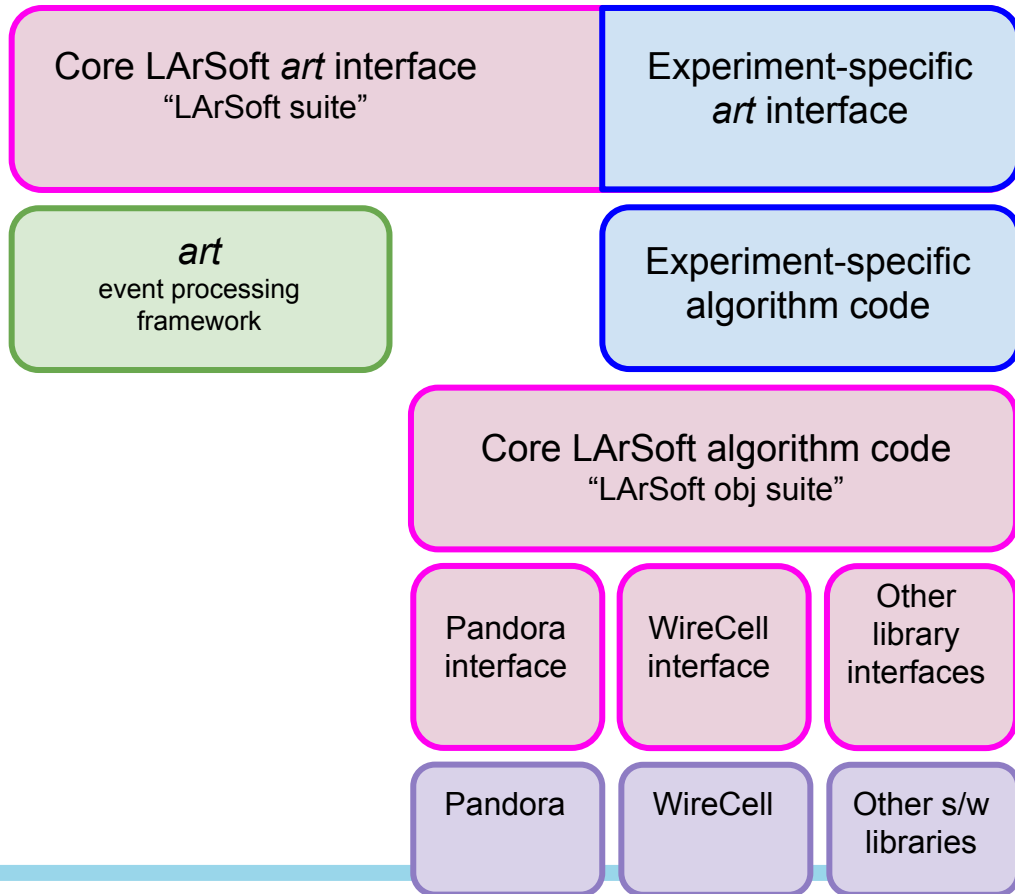 Core LArSoft art interface
“LArSoft suite”
Experiment-specific
art interface
art
event processing
framework
Experiment-specific
algorithm code
Core LArSoft algorithm code
“LArSoft obj suite”
Pandora
interface
WireCell
interface
Other
library
interfaces
Pandora
WireCell
Other s/w
libraries